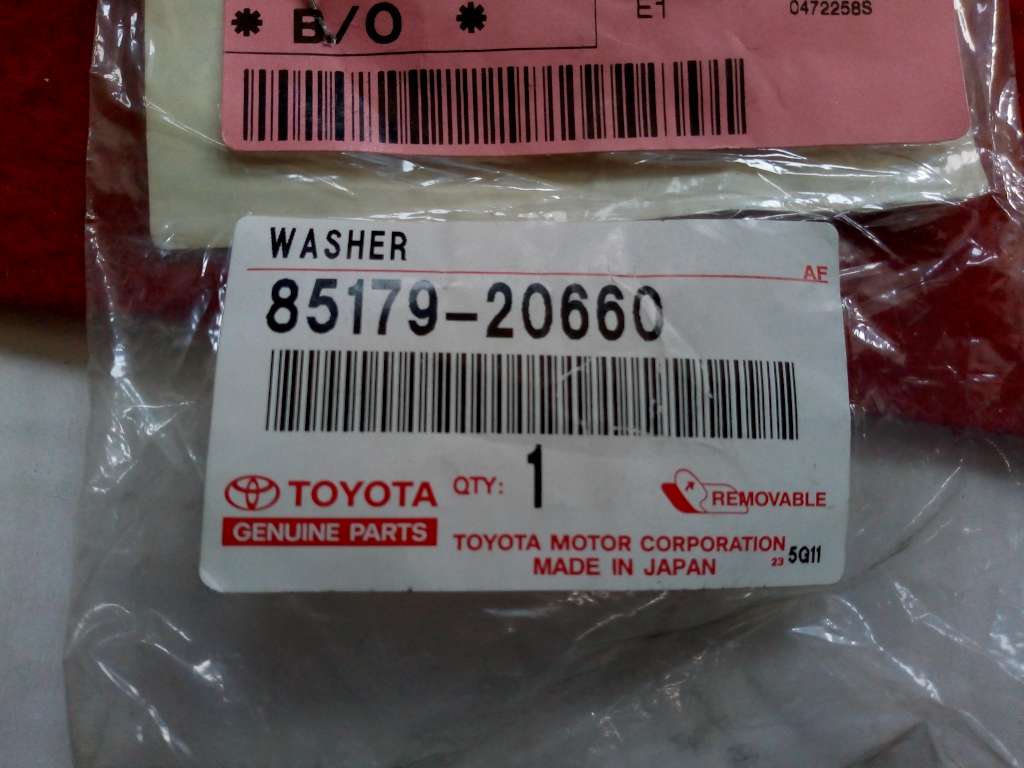 * B/O *
E1
0472258S
WASHER
AF
85179-20660
TOYOTA
QTY: 1
REMOVABLE
GENUINE PARTS
TOYOTA MOTOR CORPORATION
23 5Q11
MADE IN JAPAN